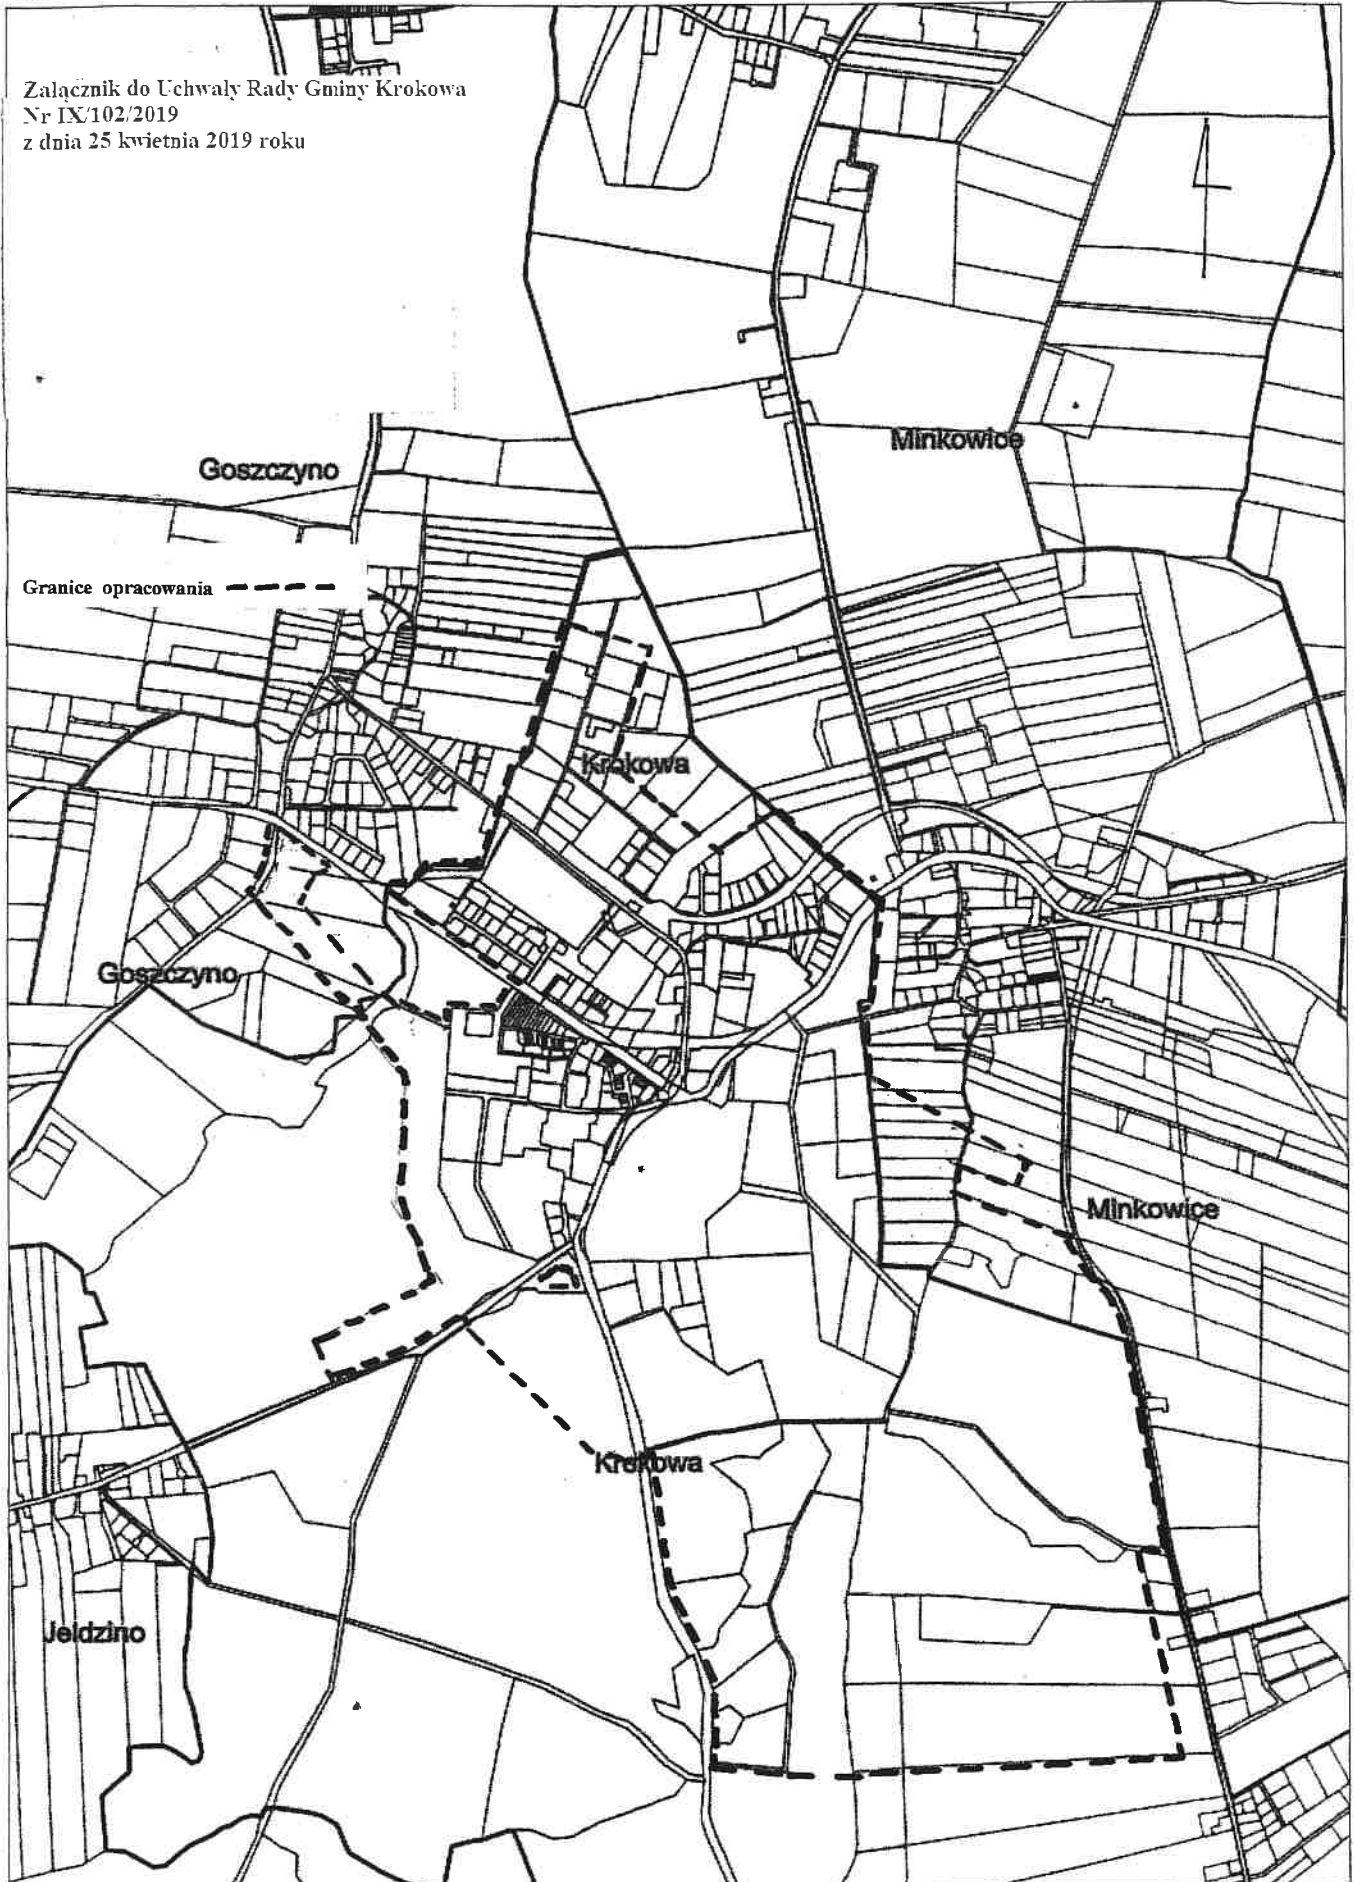 Załącznik do Uchwały Rady Gminy Krokowa
Nr IX/102/2019
z dnia 25 kwietnia 2019 roku
Minkowice
Goszczyno
Granice opracowania
Krokowa
Goszczyno
Minkowice
Krokowa
Jeldzino